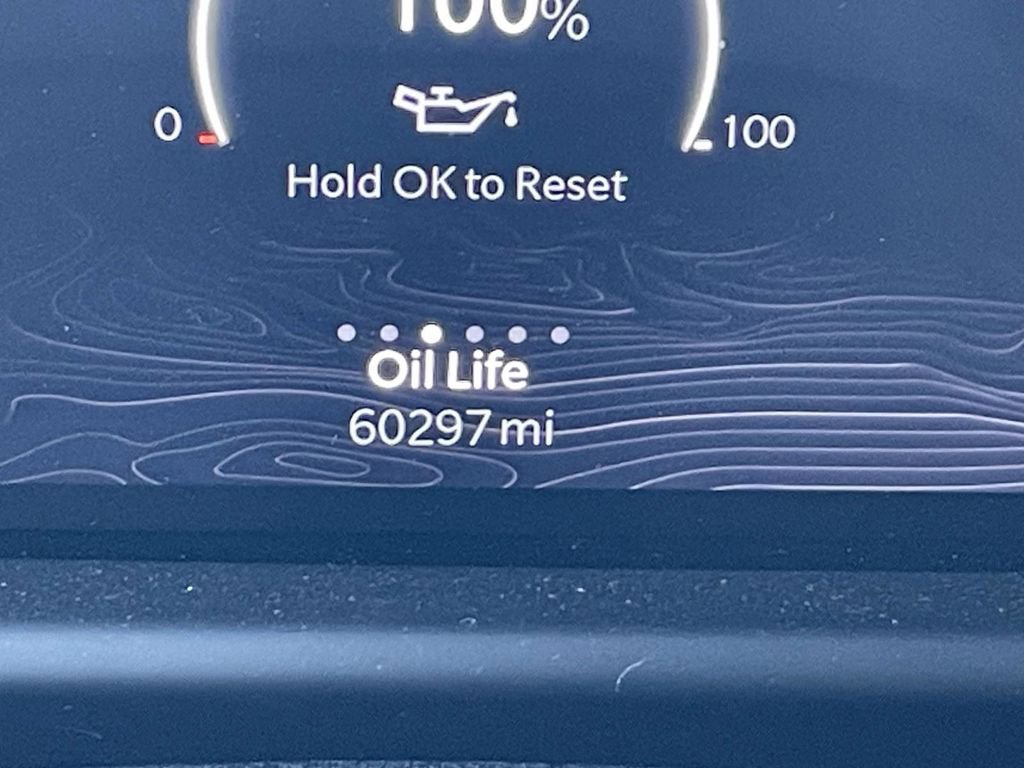 100%
0 100
Hold OK to Reset
Oil Life
60297 mi